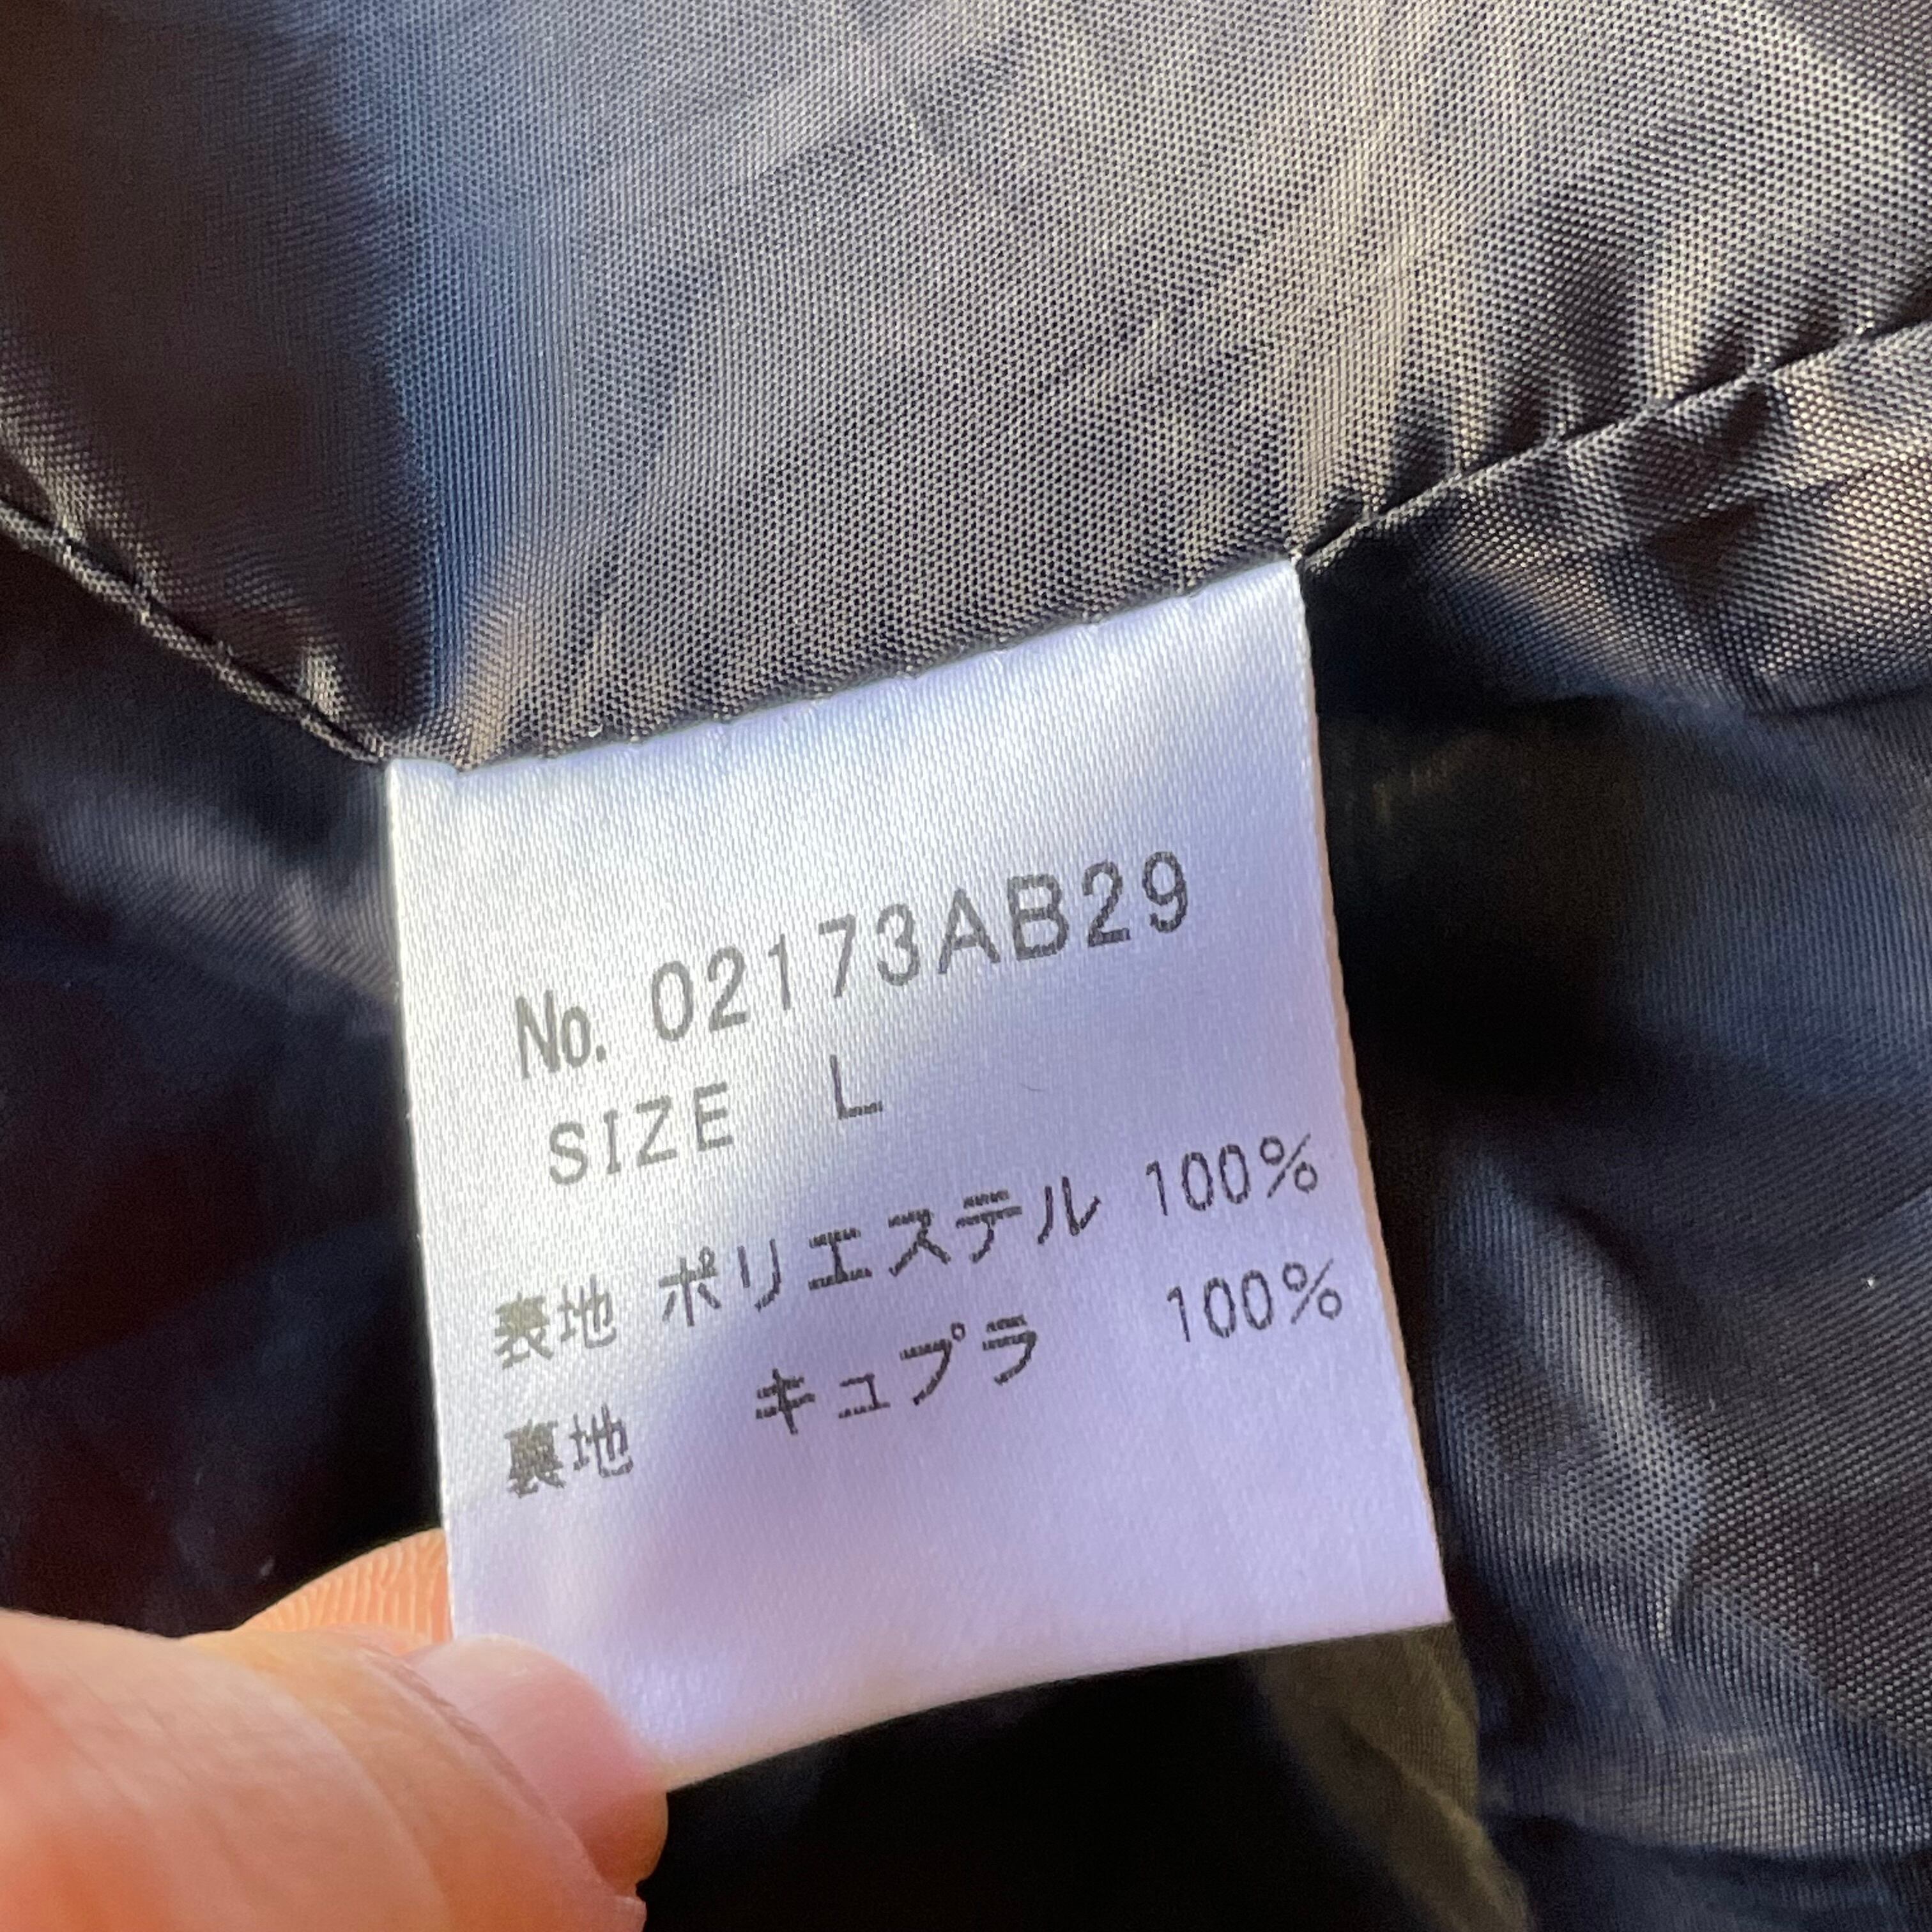 No. 02173AB29
SIZE L
表地 ポリエステル 100%
裏地 キュプラ 100%